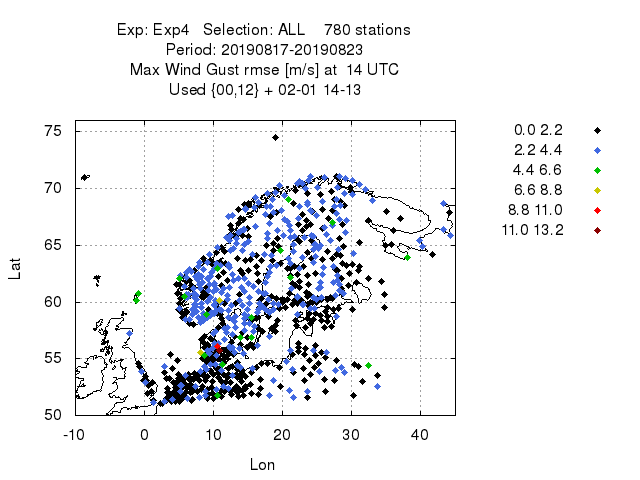 Exp: Exp4 Selection: ALL 780 stations
Period: 20190817-20190823
Max Wind Gust rmse [m/s] at 14 UTC
Used {00,12} + 02-01 14-13
0.0 2.2
2.2 4.4
4.4 6.6
6.6 8.8
8.8 11.0
11.0 13.2
75
70
65
60
55
50
Lat
-10 0 10 20 30 40
Lon